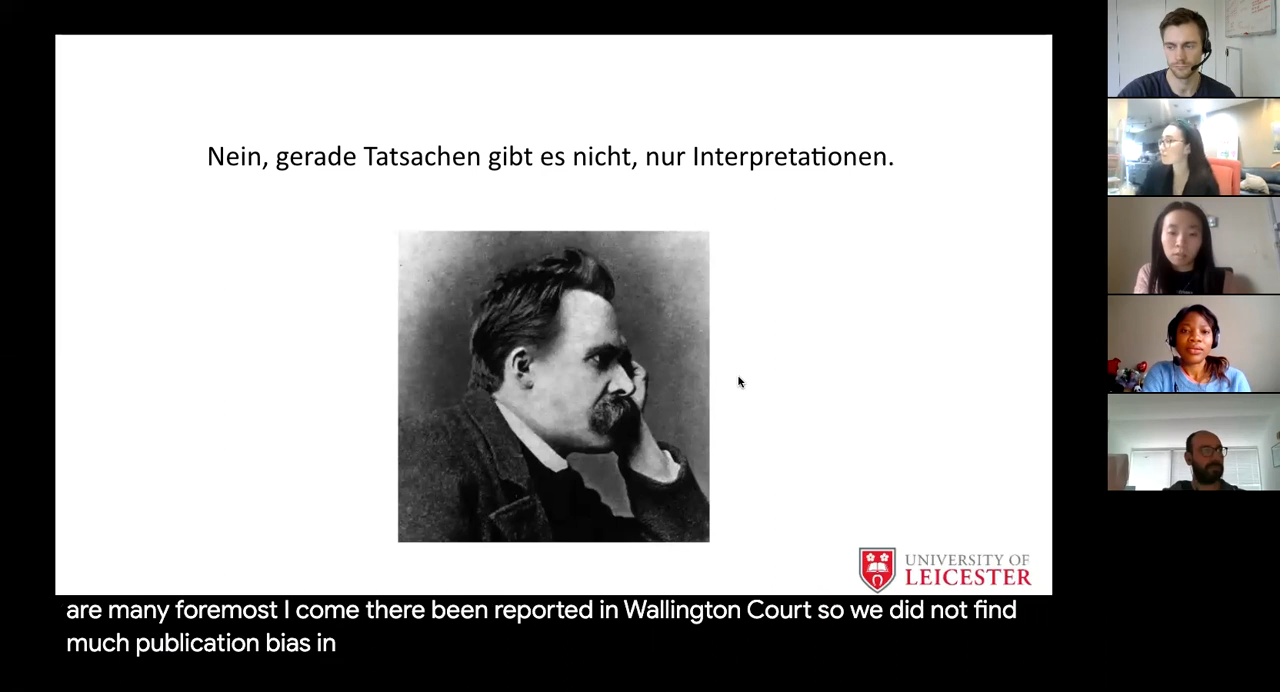 Nein, gerade Tatsachen gibt es nicht, nur Interpretationen.
UNIVERSITY OF
LEICESTER
are many foremost I come there been reported in Wallington Court so we did not find
much publication bias in